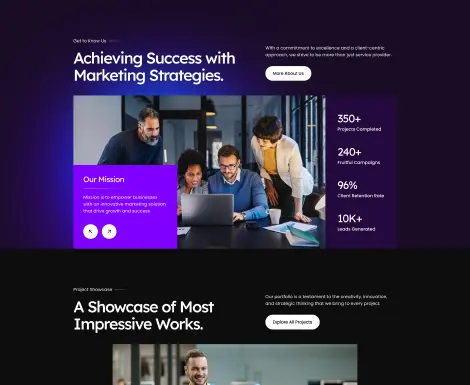 Get to Know Us
Achieving Success with
Marketing Strategies.
With a commitment to excellence and a client-centric
approach, we strive to be more than just service provider.
More About Us
Our Mission
Mission is to empower businesses
with an innovative marketing solution
that drive growth and success.
350+
Projects Completed
240+
Fruitful Campaigns
96%
Client Retention Rate
10K+
Leads Generated
Project Showcase
A Showcase of Most
Impressive Works.
Our portfolio is a testament to the creativity, innovation,
and strategic thinking that we bring to every project.
Explore All Projects